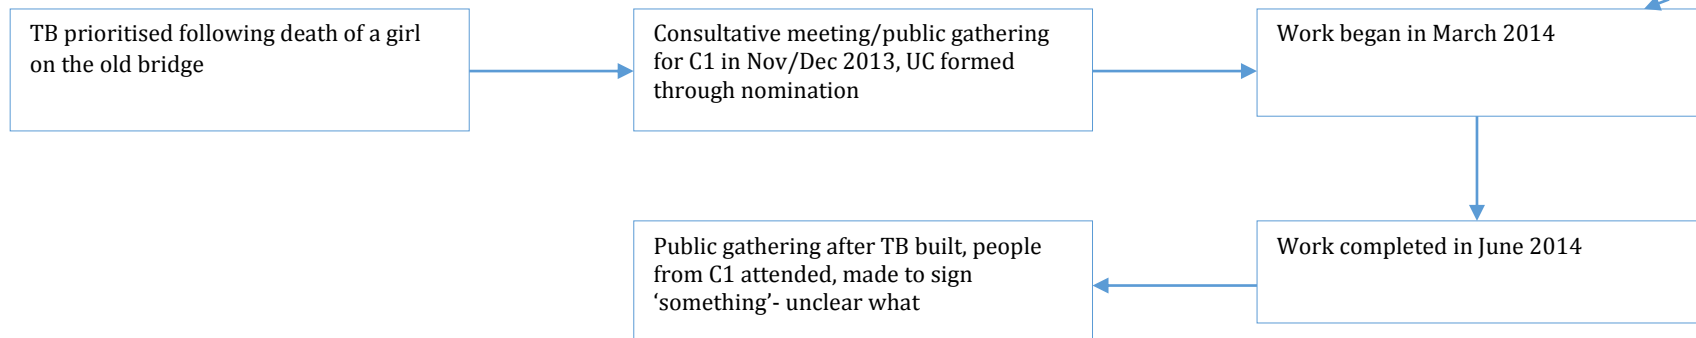 TB prioritised following death of a girl
on the old bridge
Consultative meeting/public gathering
for C1 in Nov/Dec 2013, UC formed
through nomination
Work began in March 2014
Work completed in June 2014
Public gathering after TB built, people
from C1 attended, made to sign
‘something’- unclear what